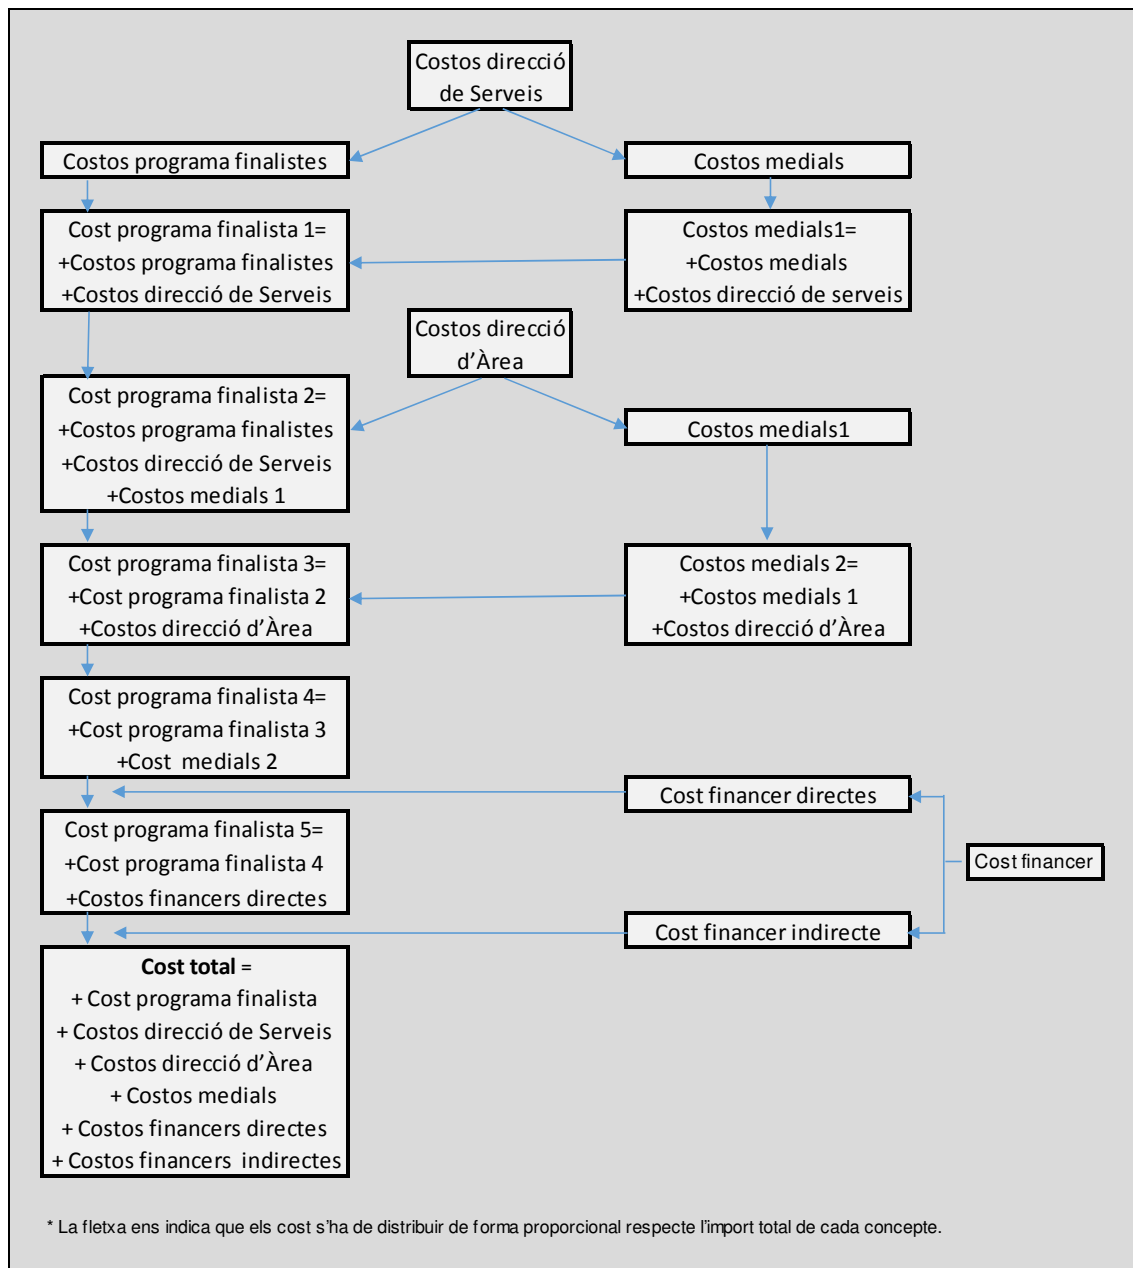 Costos direcció
de Serveis
Costos programa finalistes
Costos medials
Cost programa finalista 1=
+Costos programa finalistes
+Costos direcció de Serveis
Costos medials1=
+Costos medials
+Costos direcció de serveis
Costos direcció
d'Àrea
Cost programa finalista 2=
+Costos programa finalistes
+Costos direcció de Serveis
+Costos medials 1
Costos medials1
Cost programa finalista 3=
+Cost programa finalista 2
+Costos direcció d'Àrea
Costos medials 2=
+Costos medials 1
+Costos direcció d'Àrea
Cost programa finalista 4=
+Cost programa finalista 3
+Cost medials 2
Cost financer directes
Cost programa finalista 5=
+Cost programa finalista 4
+Costos financers directes
Cost financer
Cost financer indirecte
Cost total =
+ Cost programa finalista
+ Costos direcció de Serveis
+ Costos direcció d'Àrea
+ Costos medials
+ Costos financers directes
+ Costos financers indirectes
* La fletxa ens indica que els cost s'ha de distribuir de forma proporcional respecte l'import total de cada concepte.